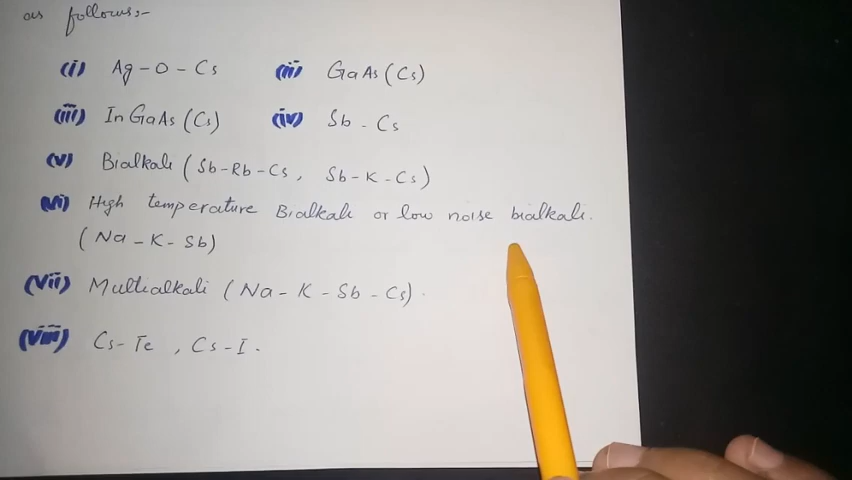 as follows:-
(i) Ag-O-Cs (ii) GaAs(Cs)
(iii) InGaAs(Cs) (iv) Sb-Cs
(v) Bialkali (Sb-Rb-Cs, Sb-K-Cs)
(vi) High temperature Bialkali or low noise bialkali.
(Na-K-Sb)
(vii) Multialkali (Na-K-Sb-Cs).
(viii) Cs-Te, Cs-I.